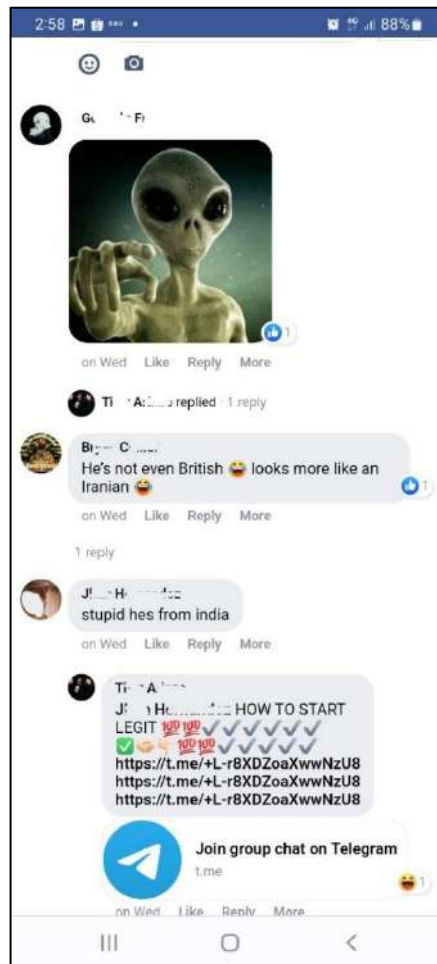 2:58 88%
on Wed Like Reply More
replied · 1 reply
He's not even British 😂 looks more like an
Iranian 😂
1
on Wed Like Reply More
1 reply
stupid hes from india
on Wed Like Reply More
HOW TO START
LEGIT 💯💯✔✔✔✔✔✔
✅🤝👇🏻💯💯✔✔✔✔✔
https://t.me/+L-r8XDZoaXwwNzU8
https://t.me/+L-r8XDZoaXwwNzU8
https://t.me/+L-r8XDZoaXwwNzU8
Join group chat on Telegram
t.me
1
on Wed Like Reply More